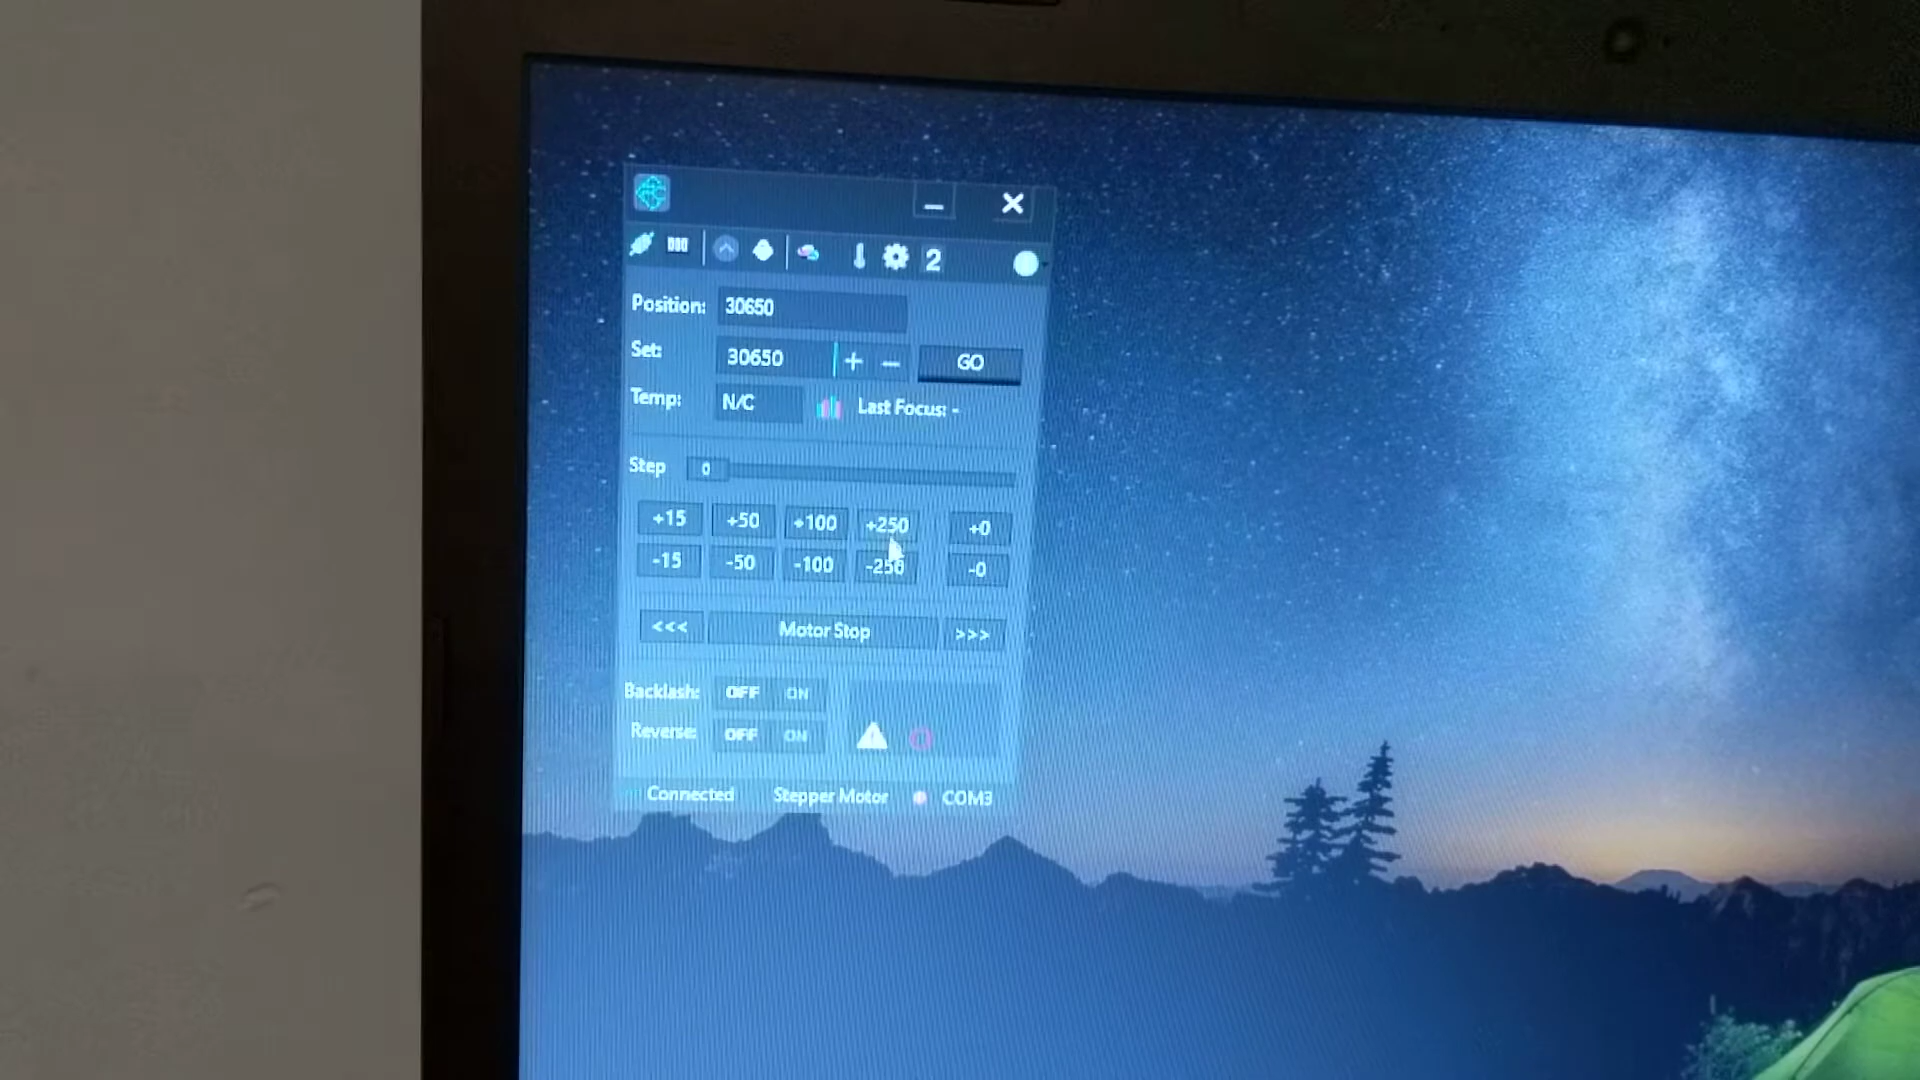 2
Position: 30650
Set: 30650 + - GO
Temp: N/C Last Focus: -
Step 0
+15 +50 +100 +250 +0
-15 -50 -100 -250 -0
<<< Motor Stop >>>
Backlash: OFF ON
Reverse: OFF ON
Connected Stepper Motor COM3